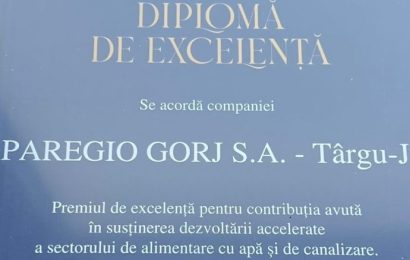 DIPLOMĂ
DE EXCELENȚĂ
Se acordă companiei
PAREGIO GORJ S.A. - Târgu-J
Premiul de excelență pentru contribuția avută
în susținerea dezvoltării accelerate
a sectorului de alimentare cu apă și de canalizare.